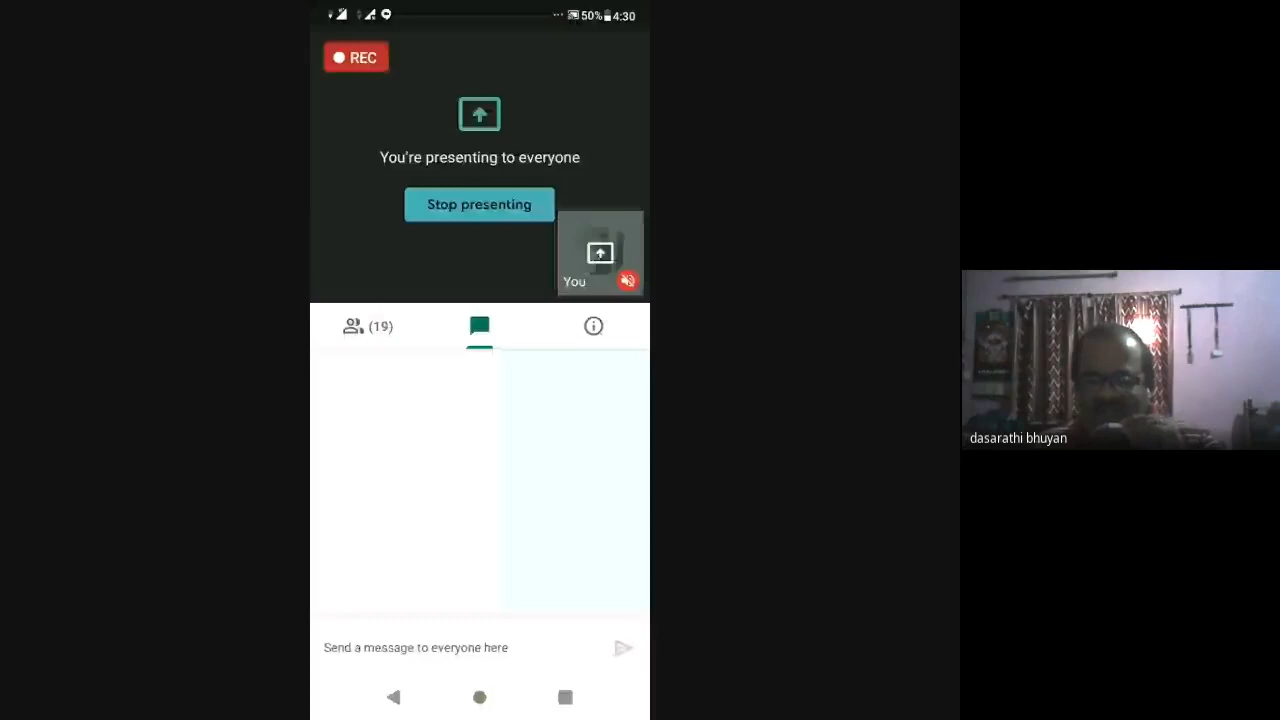 50% 4:30
REC
You're presenting to everyone
Stop presenting
You
(19)
Send a message to everyone here
dasarathi bhuyan